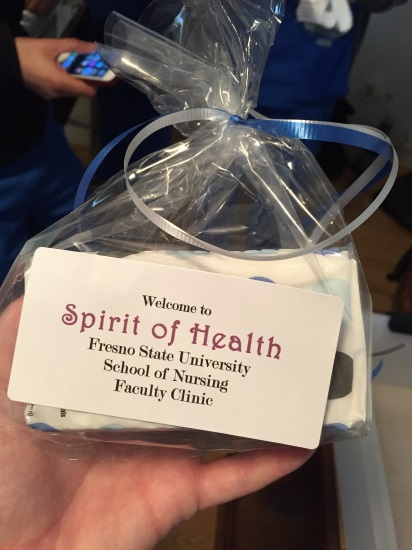 Welcome to
Spirit of Health
Fresno State University
School of Nursing
Faculty Clinic